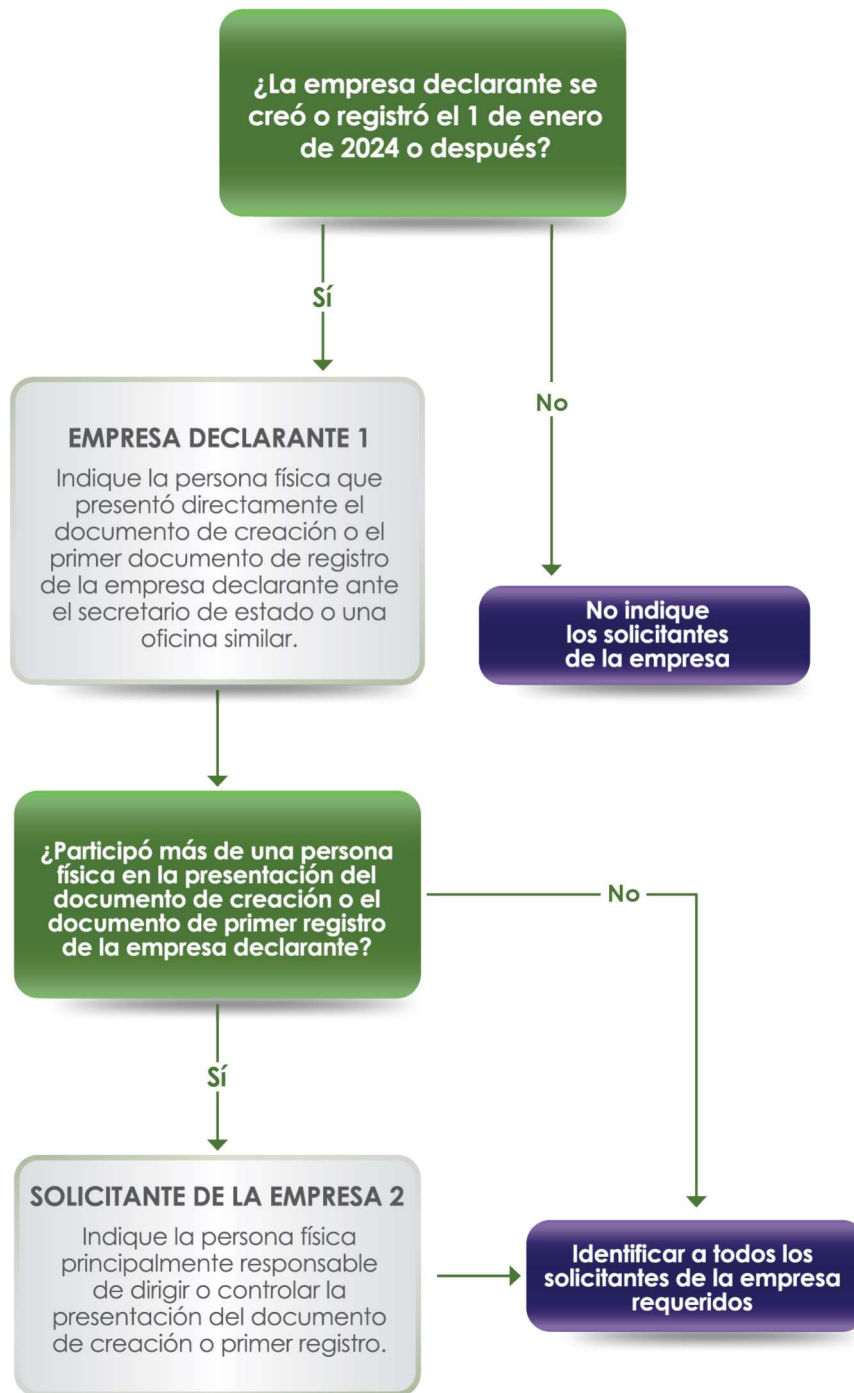 ¿La empresa declarante se
creó o registró el 1 de enero
de 2024 o después?
Sí
No
EMPRESA DECLARANTE 1
Indique la persona física que
presentó directamente el
documento de creación o el
primer documento de registro
de la empresa declarante ante
el secretario de estado o una
oficina similar.
No indique
los solicitantes
de la empresa
¿Participó más de una persona
física en la presentación del
documento de creación o el
documento de primer registro
de la empresa declarante?
No
Sí
SOLICITANTE DE LA EMPRESA 2
Indique la persona física
principalmente responsable
de dirigir o controlar la
presentación del documento
de creación o primer registro.
Identificar a todos los
solicitantes de la empresa
requeridos